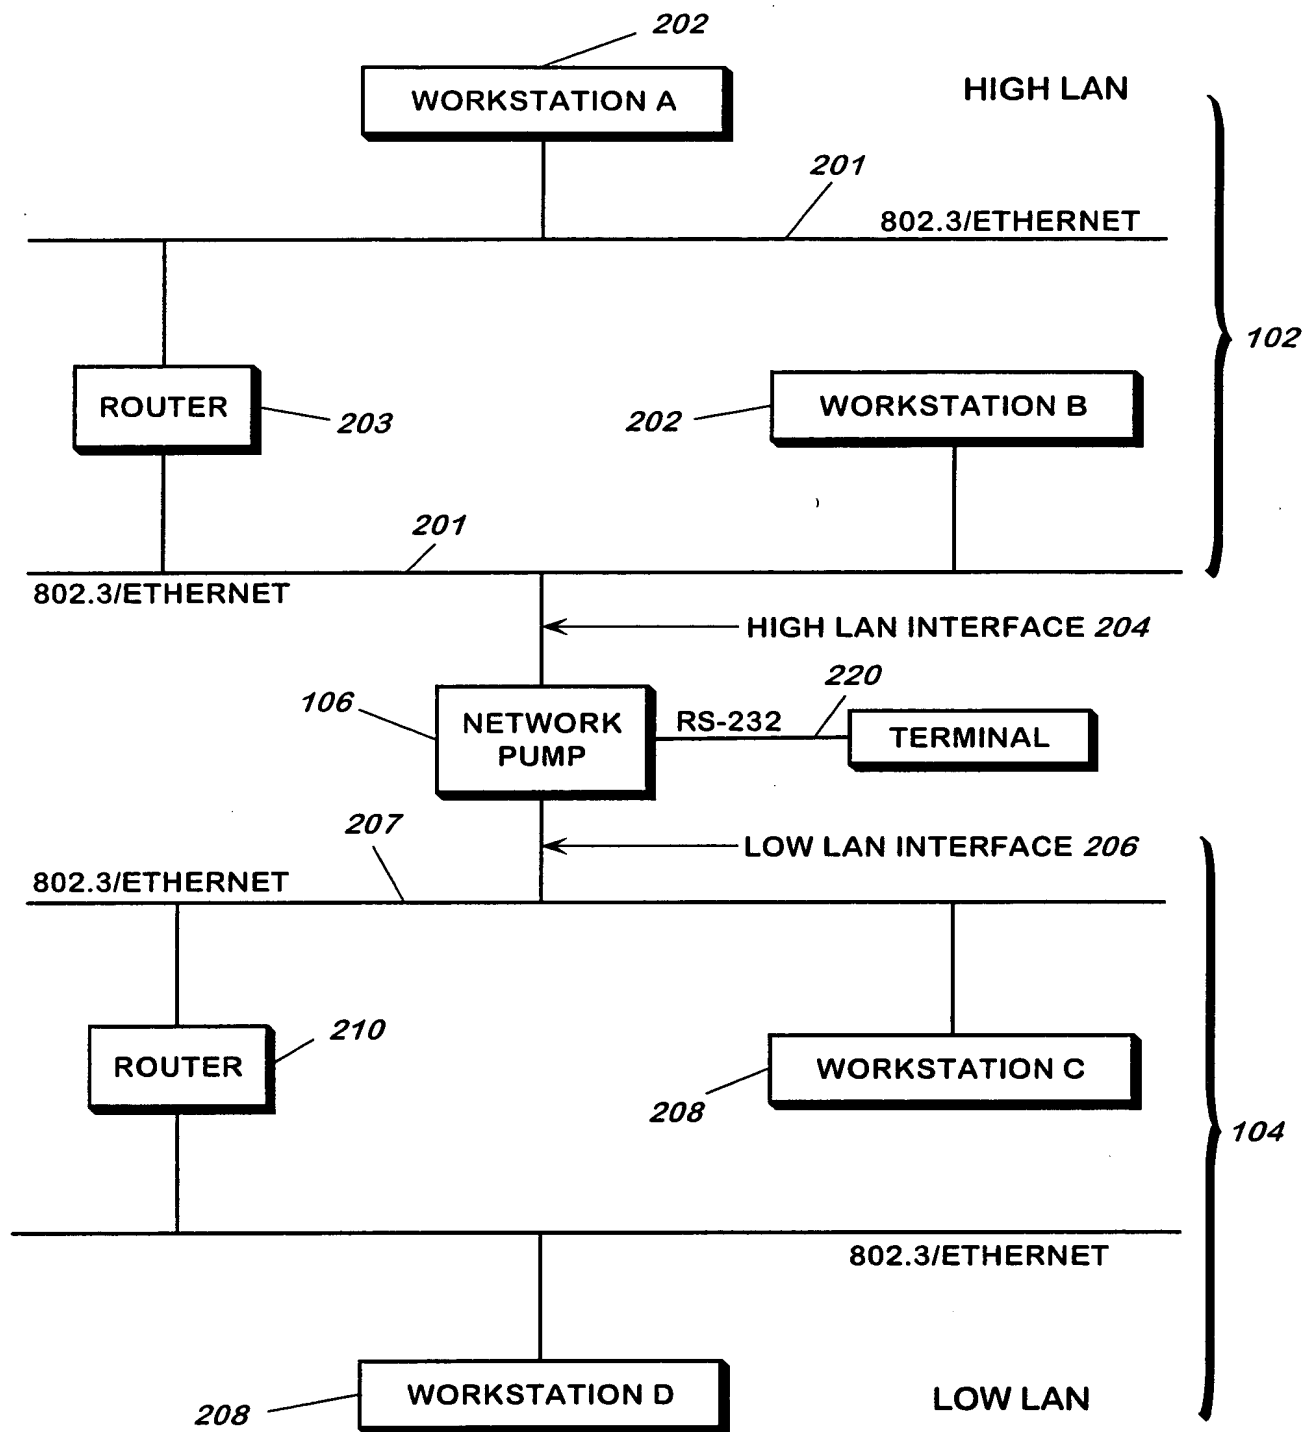 202
WORKSTATION A
HIGH LAN
201
802.3/ETHERNET
102
ROUTER
203
202
WORKSTATION B
201
802.3/ETHERNET
HIGH LAN INTERFACE 204
106
NETWORK
PUMP
RS-232
220
TERMINAL
207
LOW LAN INTERFACE 206
802.3/ETHERNET
ROUTER
210
WORKSTATION C
208
104
802.3/ETHERNET
WORKSTATION D
208
LOW LAN